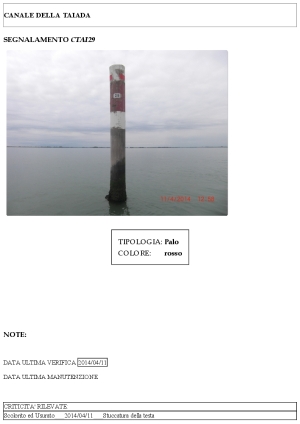 CANALE DELLA TAIADA
SEGNALAMENTO CTAI29
TIPOLOGIA: Palo
COLORE: rosso
NOTE:
DATA ULTIMA VERIFICA 2014/04/11
DATA ULTIMA MANUTENZIONE
CRITICITA' RILEVATE
Scolorito ed Usurato 2014/04/11 Stuccatura della testa